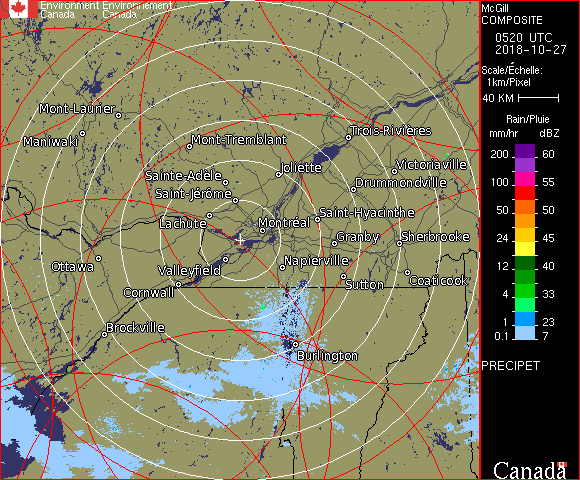 Environment Environnement
Canada Canada
McGill
COMPOSITE
0520 UTC
2018-10-27
Scale/Échelle:
1km/Pixel
40 KM
Rain/Pluie
mm/hr dBZ
200 60
100 55
50 50
24 45
12 40
4 33
1 23
0.1 7
PRECIPET
Canada
Mont-Laurier
Maniwaki
Mont-Tremblant
Trois-Rivières
Joliette
Victoriaville
Sainte-Adèle
Drummondville
Saint-Jérôme
Saint-Hyacinthe
Lachute
Montréal
Granby
Sherbrooke
Ottawa
Valleyfield
Napierville
Sutton
Coaticook
Cornwall
Brockville
Burlington